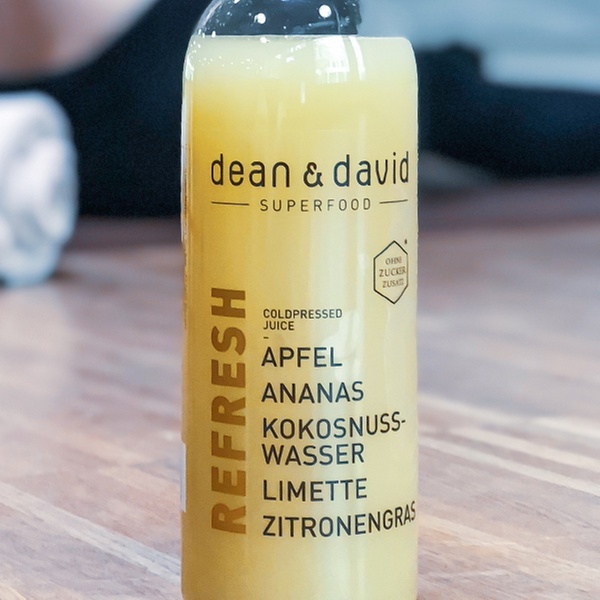 dean & david
SUPERFOOD
OHNE
ZUCKER
ZUSATZ
*
REFRESH
COLDPRESSED
JUICE
-
APFEL
ANANAS
KOKOSNUSS-
WASSER
LIMETTE
ZITRONENGRAS